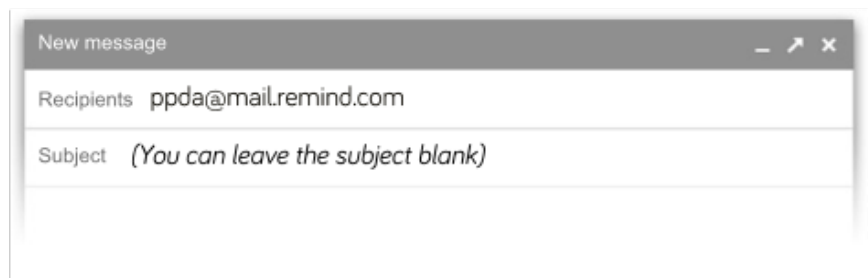 New message
Recipients ppda@mail.remind.com
Subject (You can leave the subject blank)